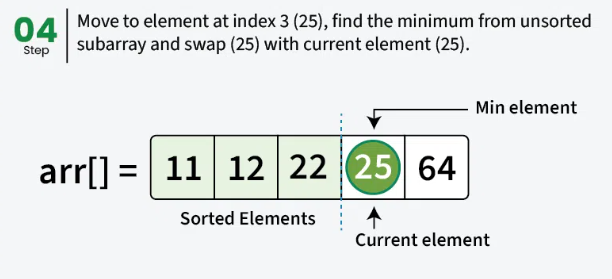 04
Step
Move to element at index 3 (25), find the minimum from unsorted
subarray and swap (25) with current element (25).
Min element
arr[] = 11 12 22 25 64
Sorted Elements
Current element